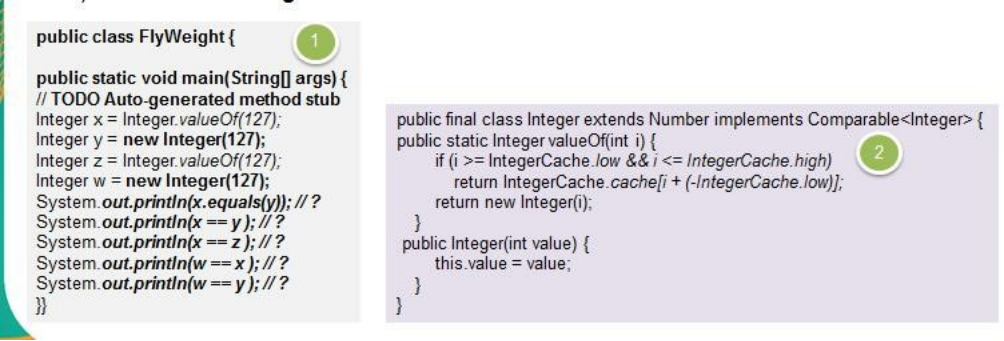 public class FlyWeight {
1
public static void main(String[] args) {
// TODO Auto-generated method stub
Integer x = Integer.valueOf(127);
Integer y = new Integer(127);
Integer z = Integer.valueOf(127);
Integer w = new Integer(127);
System.out.println(x.equals(y)); // ?
System.out.println(x == y ); // ?
System.out.println(x == z ); // ?
System.out.println(w == x ); // ?
System.out.println(w == y ); // ?
}}
public final class Integer extends Number implements Comparable<Integer> {
public static Integer valueOf(int i) {
2
if (i >= IntegerCache.low && i <= IntegerCache.high)
return IntegerCache.cache[i + (-IntegerCache.low)];
return new Integer(i);
}
public Integer(int value) {
this.value = value;
}
}